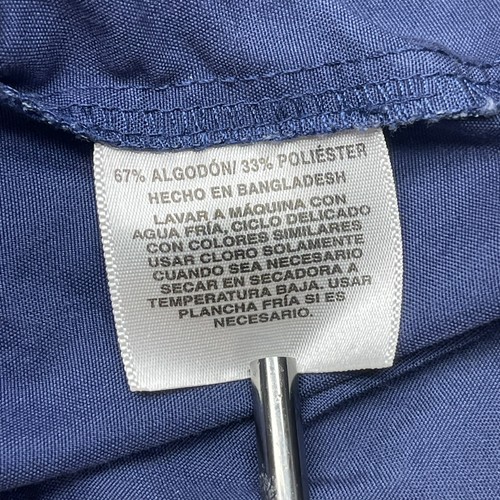 67% ALGODÓN/ 33% POLIÉSTER
HECHO EN BANGLADESH
LAVAR A MÁQUINA CON
AGUA FRÍA, CICLO DELICADO
CON COLORES SIMILARES
USAR CLORO SOLAMENTE
CUANDO SEA NECESARIO
SECAR EN SECADORA A
TEMPERATURA BAJA. USAR
PLANCHA FRÍA SI ES
NECESARIO.